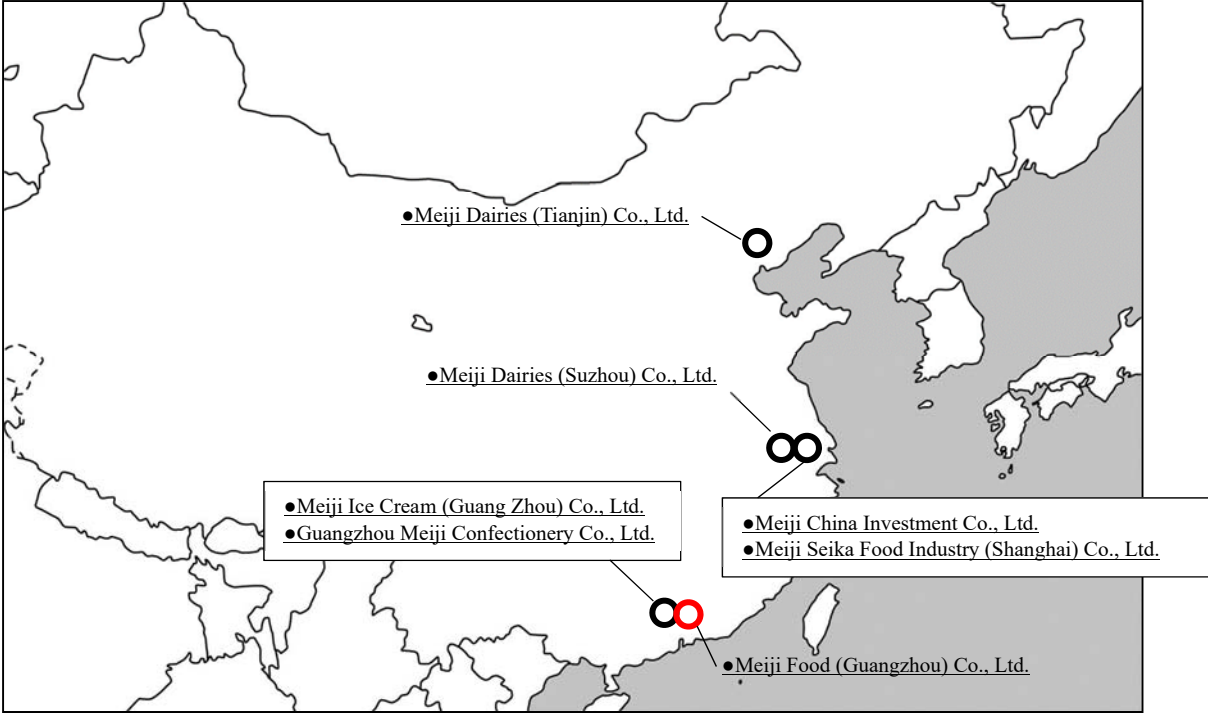 ●Meiji Dairies (Tianjin) Co., Ltd.
●Meiji Dairies (Suzhou) Co., Ltd.
●Meiji Ice Cream (Guang Zhou) Co., Ltd.
●Guangzhou Meiji Confectionery Co., Ltd.
●Meiji China Investment Co., Ltd.
●Meiji Seika Food Industry (Shanghai) Co., Ltd.
●Meiji Food (Guangzhou) Co., Ltd.